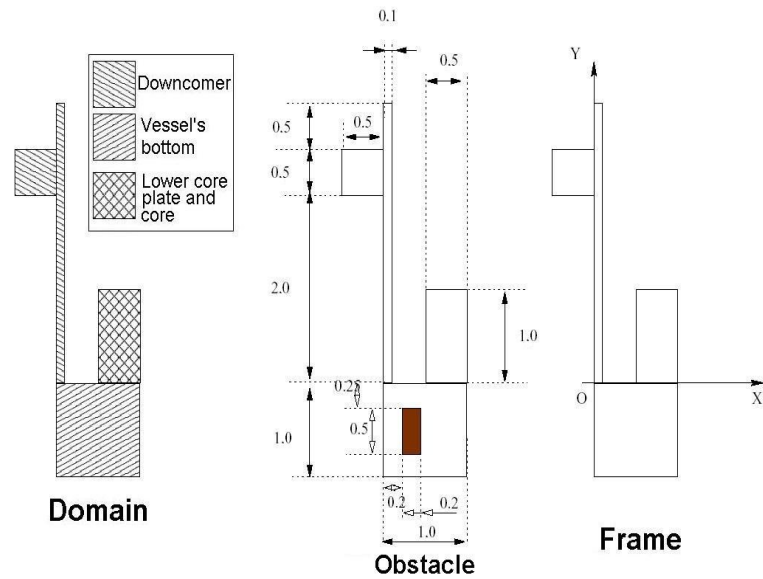 Downcomer
Vessel's
bottom
Lower core
plate and
core
Domain
0.1
0.5
0.5
0.5
0.5
2.0
1.0
0.25
0.5
1.0
0.2
0.2
1.0
Obstacle
Y
O
X
Frame